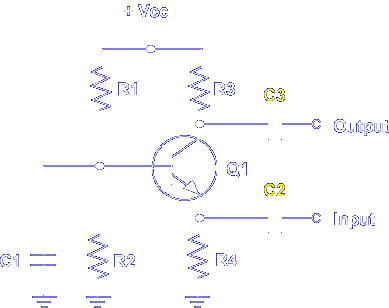 + Vcc
R1
R3
C3
Output
Q1
C2
Input
C1
R2
R4